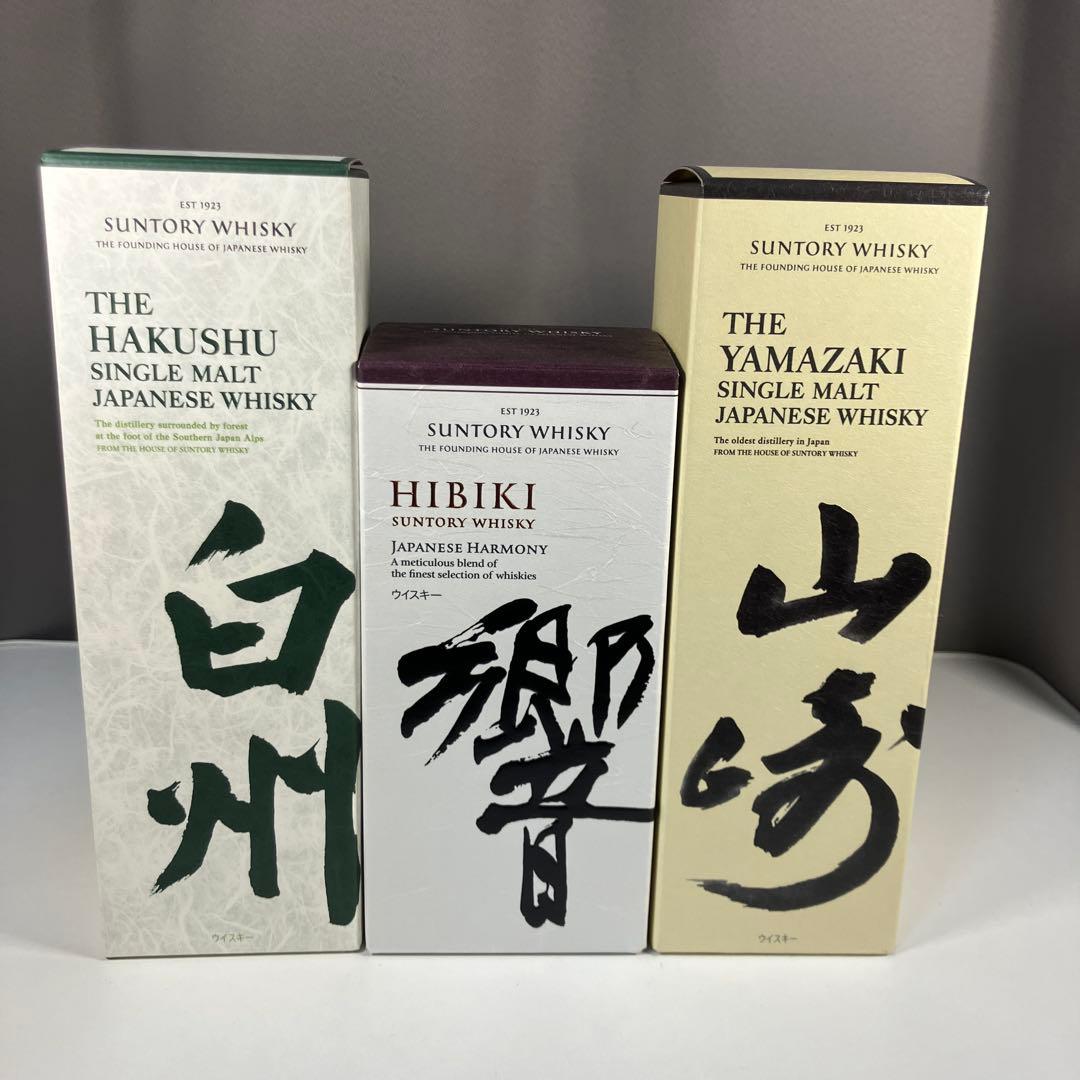 EST 1923
SUNTORY WHISKY
THE FOUNDING HOUSE OF JAPANESE WHISKY
THE
HAKUSHU
SINGLE MALT
JAPANESE WHISKY
The distillery surrounded by forest
at the foot of the Southern Japan Alps
FROM THE HOUSE OF SUNTORY WHISKY
白州
ウイスキー
SUNTORY WHISKY
EST 1923
SUNTORY WHISKY
THE FOUNDING HOUSE OF JAPANESE WHISKY
HIBIKI
SUNTORY WHISKY
JAPANESE HARMONY
A meticulous blend of
the finest selection of whiskies
ウイスキー
響
EST 1923
SUNTORY WHISKY
THE FOUNDING HOUSE OF JAPANESE WHISKY
THE
YAMAZAKI
SINGLE MALT
JAPANESE WHISKY
The oldest distillery in Japan
FROM THE HOUSE OF SUNTORY WHISKY
山崎
ウイスキー